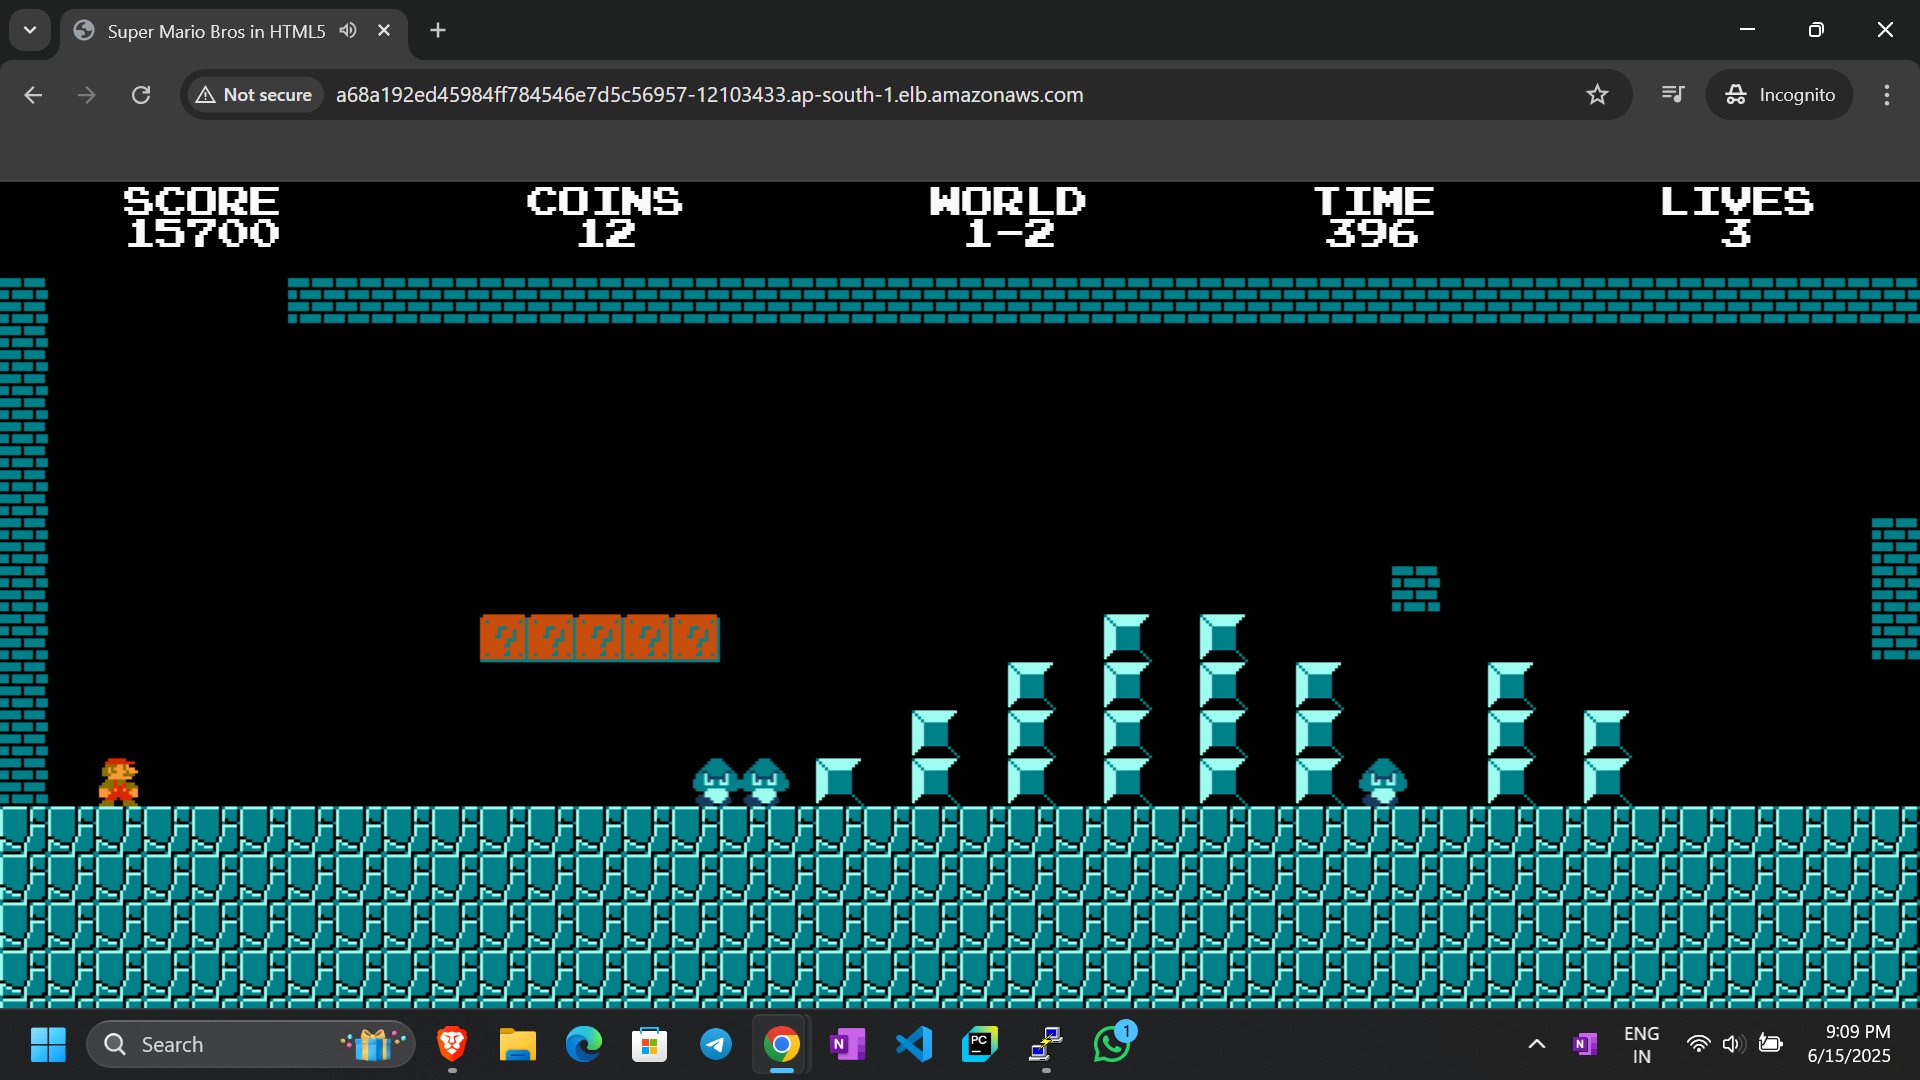 Super Mario Bros in HTML5
Not secure
a68a192ed45984ff784546e7d5c56957-12103433.ap-south-1.elb.amazonaws.com
Incognito
SCORE COINS WORLD TIME LIVES
15700 12 1-2 396 3
? ? ? ? ?
Search
N
PC
1
N
ENG
IN
9:09 PM
6/15/2025